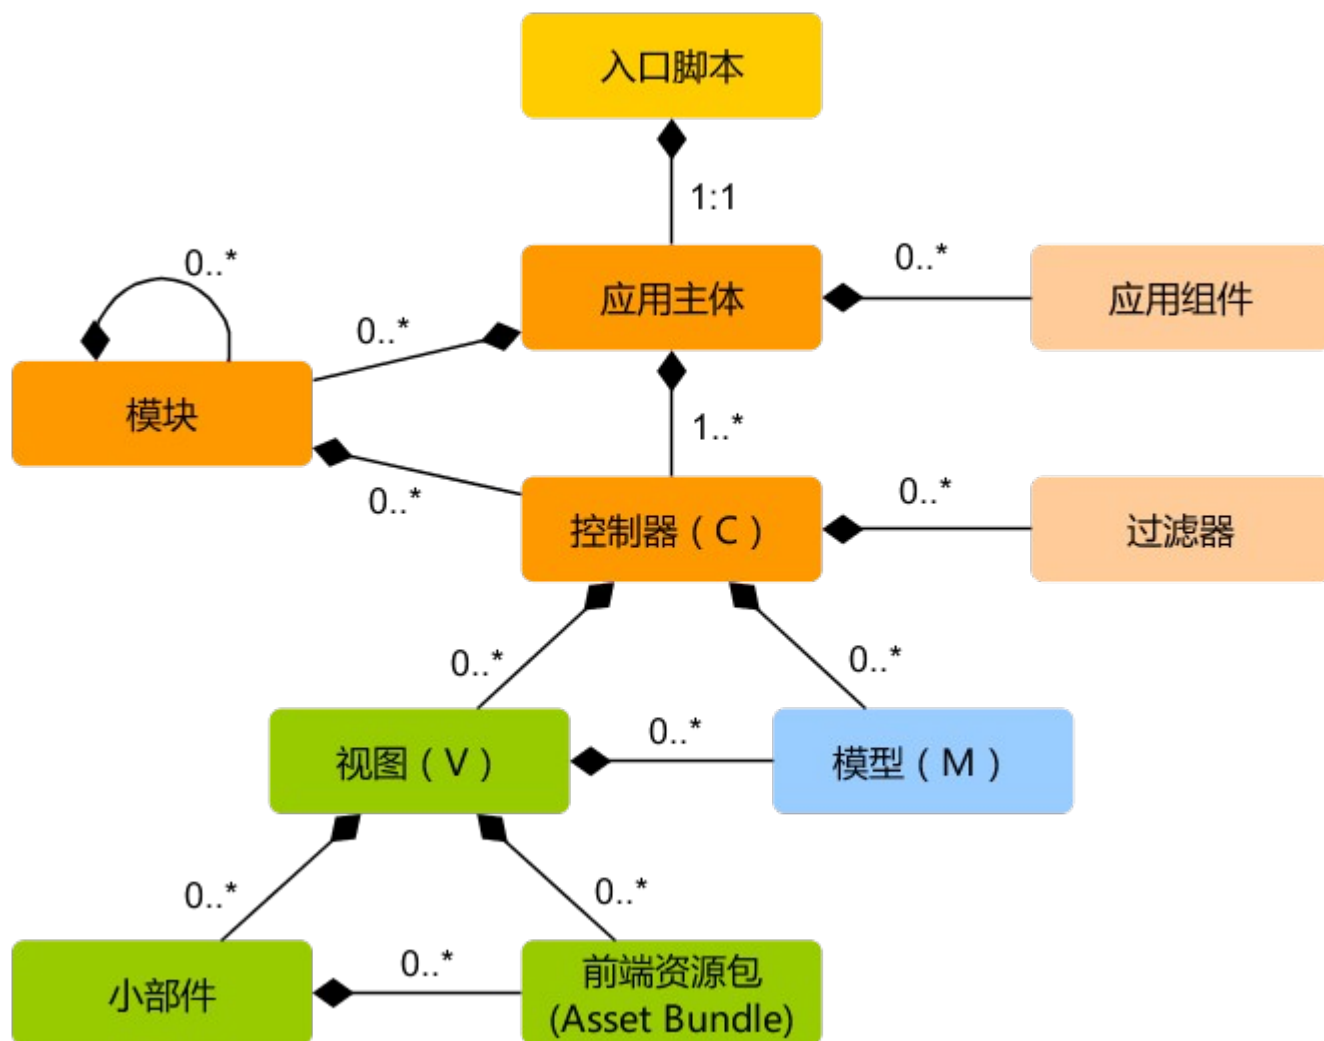 入口脚本
1:1
0..*
0..*
应用主体
0..*
应用组件
模块
1..*
0..*
控制器（C）
0..*
过滤器
0..*
0..*
视图（V）
0..*
模型（M）
0..*
0..*
小部件
0..*
前端资源包
(Asset Bundle)